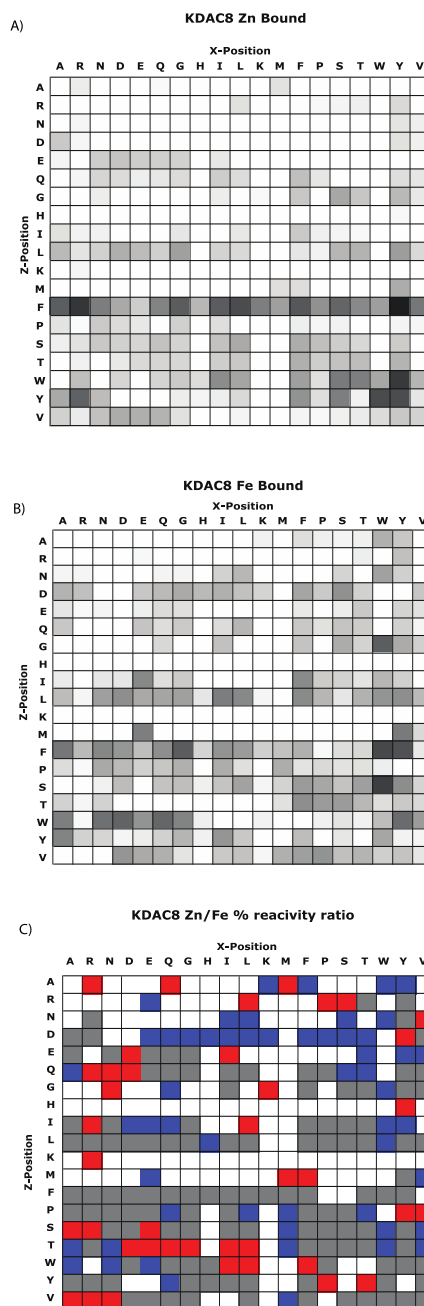 A)
KDAC8 Zn Bound
X-Position
A R N D E Q G H I L K M F P S T W Y V
Z-Position
A
R
N
D
E
Q
G
H
I
L
K
M
F
P
S
T
W
Y
V
KDAC8 Fe Bound
B)
X-Position
A R N D E Q G H I L K M F P S T W Y V
Z-Position
A
R
N
D
E
Q
G
H
I
L
K
M
F
P
S
T
W
Y
V
KDAC8 Zn/Fe % reacivity ratio
C)
X-Position
A R N D E Q G H I L K M F P S T W Y V
Z-Position
A
R
N
D
E
Q
G
H
I
L
K
M
F
P
S
T
W
Y
V